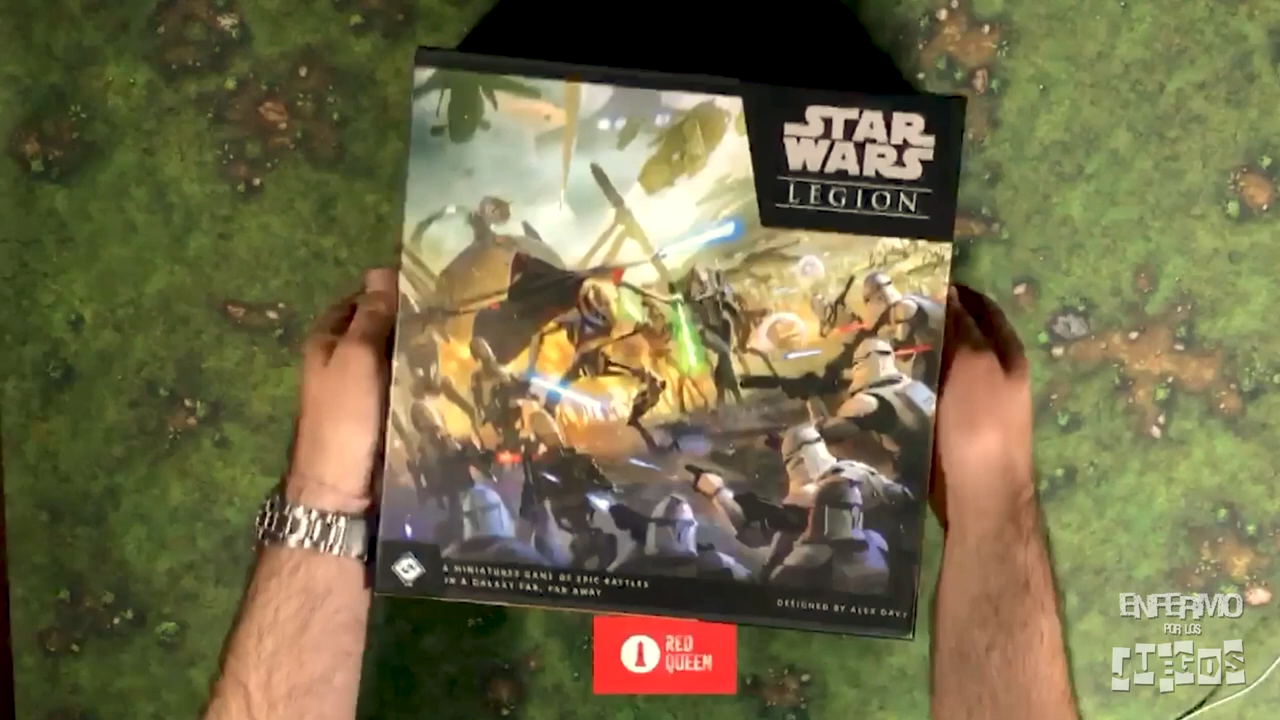 STAR
WARS
LEGION
A MINIATURES GAME OF EPIC BATTLES
IN A GALAXY FAR, FAR AWAY
DESIGNED BY ALEX DAVY
RED
QUEEN
ENFERMO
POR LOS
JUEGOS